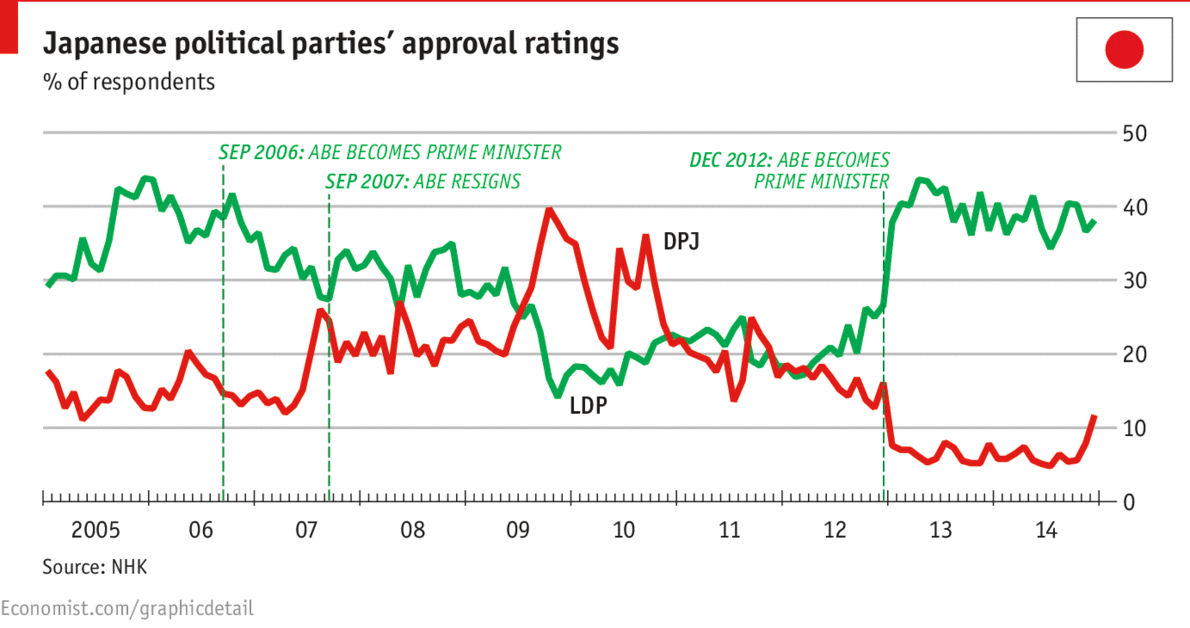 Japanese political parties' approval ratings
% of respondents
50
SEP 2006: ABE BECOMES PRIME MINISTER
DEC 2012: ABE BECOMES
PRIME MINISTER
SEP 2007: ABE RESIGNS
40
DPJ
30
20
LDP
10
0
2005 06 07 08 09 10 11 12 13 14
Source: NHK
Economist.com/graphicdetail